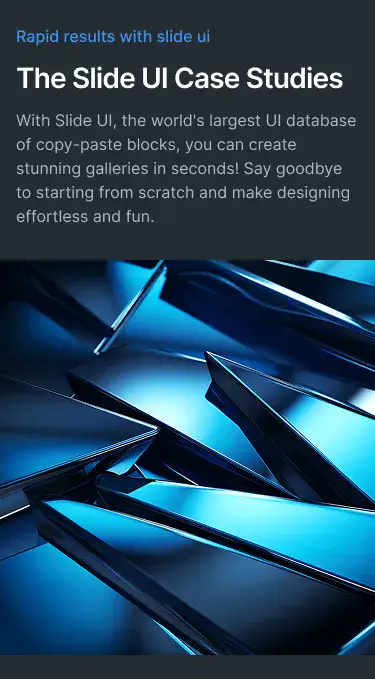 Rapid results with slide ui
The Slide UI Case Studies
With Slide UI, the world's largest UI database
of copy-paste blocks, you can create
stunning galleries in seconds! Say goodbye
to starting from scratch and make designing
effortless and fun.